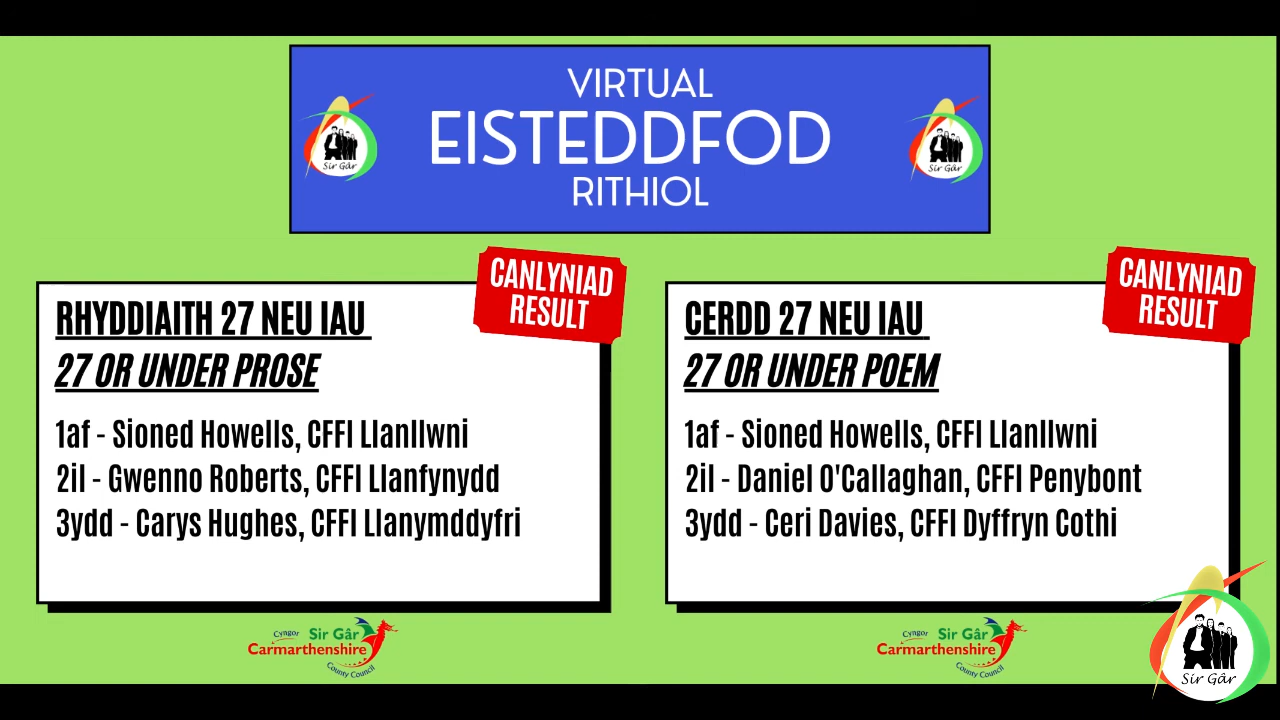 VIRTUAL
EISTEDDFOD
RITHIOL
Sir Gâr
Sir Gâr
CANLYNIAD
RESULT
RHYDDIAITH 27 NEU IAU
27 OR UNDER PROSE
1af - Sioned Howells, CFFI Llanllwni
2il - Gwenno Roberts, CFFI Llanfynydd
3ydd - Carys Hughes, CFFI Llanymddyfri
CANLYNIAD
RESULT
CERDD 27 NEU IAU
27 OR UNDER POEM
1af - Sioned Howells, CFFI Llanllwni
2il - Daniel O'Callaghan, CFFI Penybont
3ydd - Ceri Davies, CFFI Dyffryn Cothi
Cyngor Sir Gâr
Carmarthenshire
County Council
Cyngor Sir Gâr
Carmarthenshire
County Council
Sir Gâr